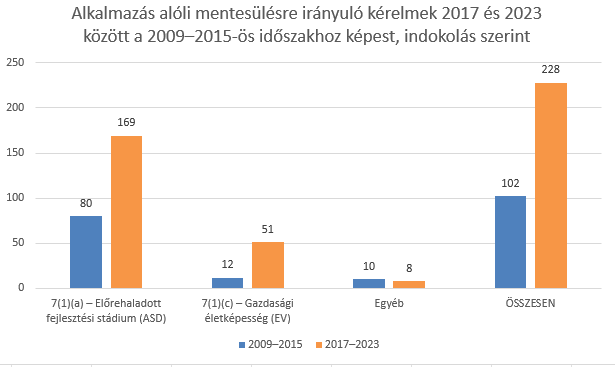 Alkalmazás alóli mentesülésre irányuló kérelmek 2017 és 2023
között a 2009–2015-ös időszakhoz képest, indokolás szerint
250
200
150
100
50
0
80
169
12
51
10
8
102
228
7(1)(a) – Előrehaladott
fejlesztési stádium (ASD)
7(1)(c) – Gazdasági
életképesség (EV)
Egyéb
ÖSSZESEN
2009–2015
2017–2023